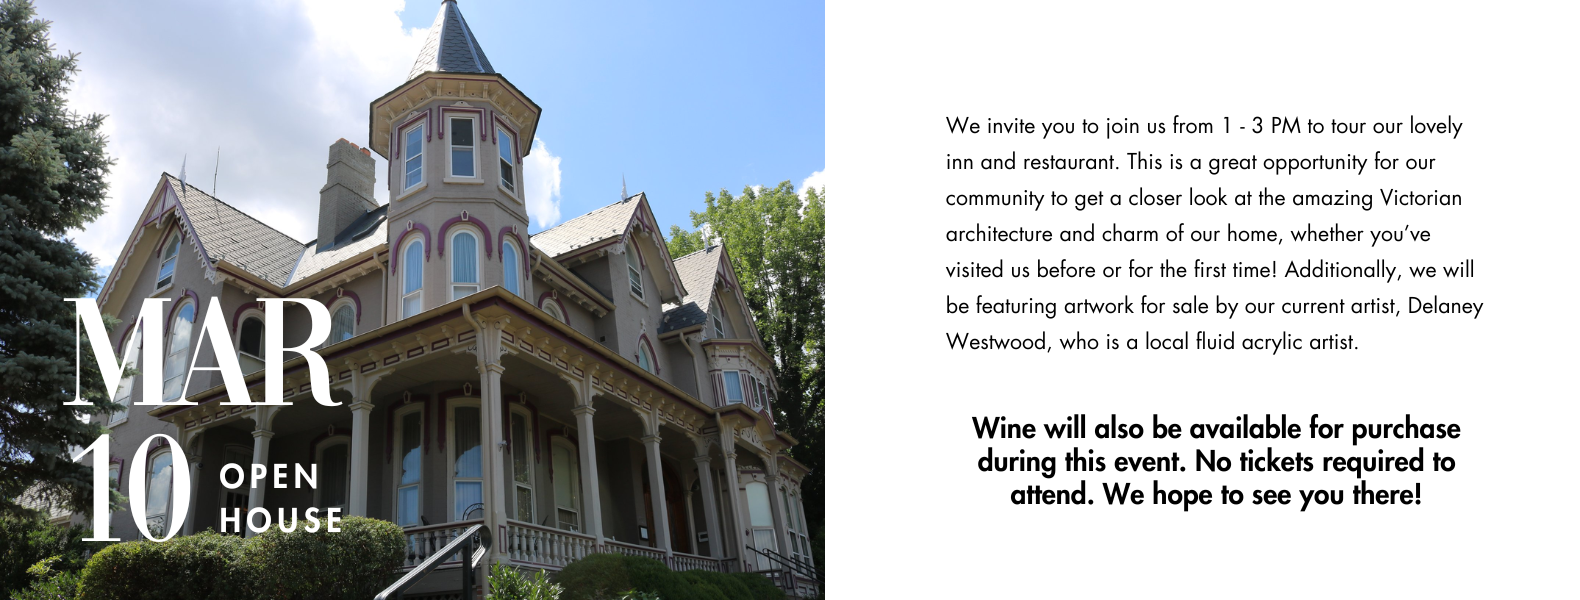 MAR
10 OPEN
HOUSE
We invite you to join us from 1 - 3 PM to tour our lovely
inn and restaurant. This is a great opportunity for our
community to get a closer look at the amazing Victorian
architecture and charm of our home, whether you’ve
visited us before or for the first time! Additionally, we will
be featuring artwork for sale by our current artist, Delaney
Westwood, who is a local fluid acrylic artist.
Wine will also be available for purchase
during this event. No tickets required to
attend. We hope to see you there!